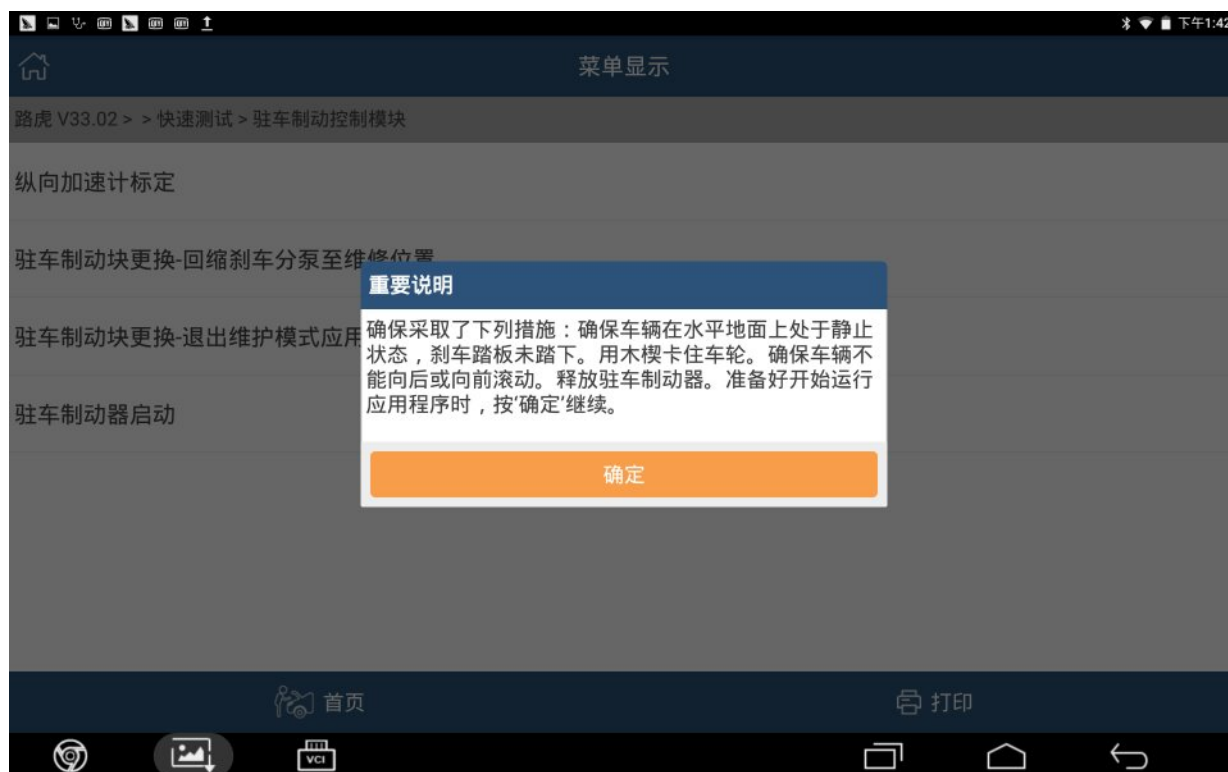 下午1:42
菜单显示
路虎 V33.02 > > 快速测试 > 驻车制动控制模块
纵向加速计标定
驻车制动块更换-回缩刹车分泵至维修位置
驻车制动块更换-退出维护模式应用
驻车制动器启动
重要说明
确保采取了下列措施：确保车辆在水平地面上处于静止
状态，刹车踏板未踏下。用木楔卡住车轮。确保车辆不
能向后或向前滚动。释放驻车制动器。准备好开始运行
应用程序时，按‘确定’继续。
确定
首页
打印
VCI